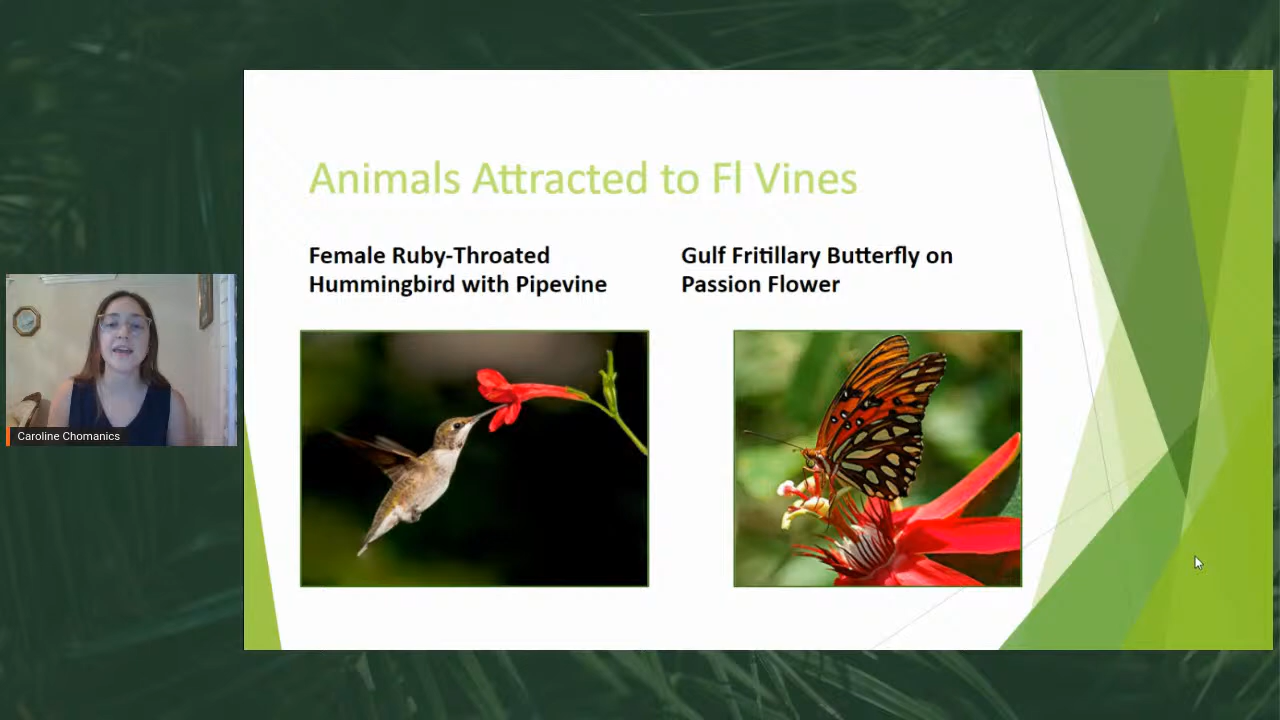 Animals Attracted to Fl Vines
Female Ruby-Throated
Hummingbird with Pipevine
Gulf Fritillary Butterfly on
Passion Flower
Caroline Chomanics